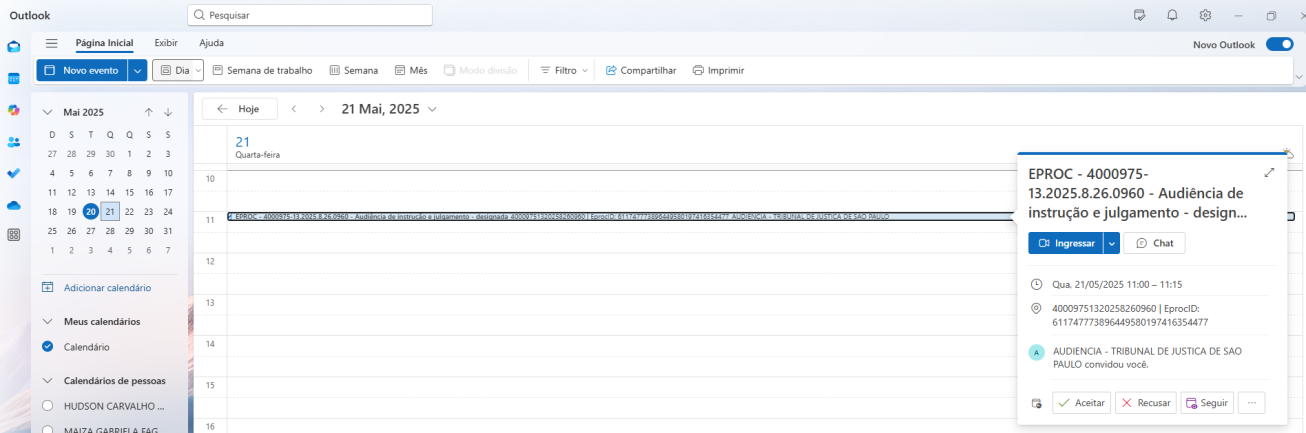 Outlook
Pesquisar
Página Inicial Exibir Ajuda
Novo Outlook
Novo evento Dia Semana de trabalho Semana Mês Modo divisão Filtro Compartilhar Imprimir
Mai 2025
Hoje 21 Mai, 2025
D S T Q Q S S
27 28 29 30 1 2 3
4 5 6 7 8 9 10
11 12 13 14 15 16 17
18 19 20 21 22 23 24
25 26 27 28 29 30 31
1 2 3 4 5 6 7
Adicionar calendário
Meus calendários
Calendário
Calendários de pessoas
HUDSON CARVALHO ...
MAIZA GABRIELA FAG
21
Quarta-feira
10
11
EPROC - 4000975-13.2025.8.26.0960 - Audiência de instrução e julgamento - designada 40009751320258260960 | EprocID: 61174777389644958019741635447​7 AUDIENCIA - TRIBUNAL DE JUSTICA DE SAO PAULO
12
13
14
15
16
EPROC - 4000975-
13.2025.8.26.0960 - Audiência de
instrução e julgamento - design...
Ingressar Chat
Qua. 21/05/2025 11:00 – 11:15
40009751320258260960 | EprocID:
611747773896449580197416354477
A
AUDIENCIA - TRIBUNAL DE JUSTICA DE SAO
PAULO convidou você.
Aceitar Recusar Seguir ...